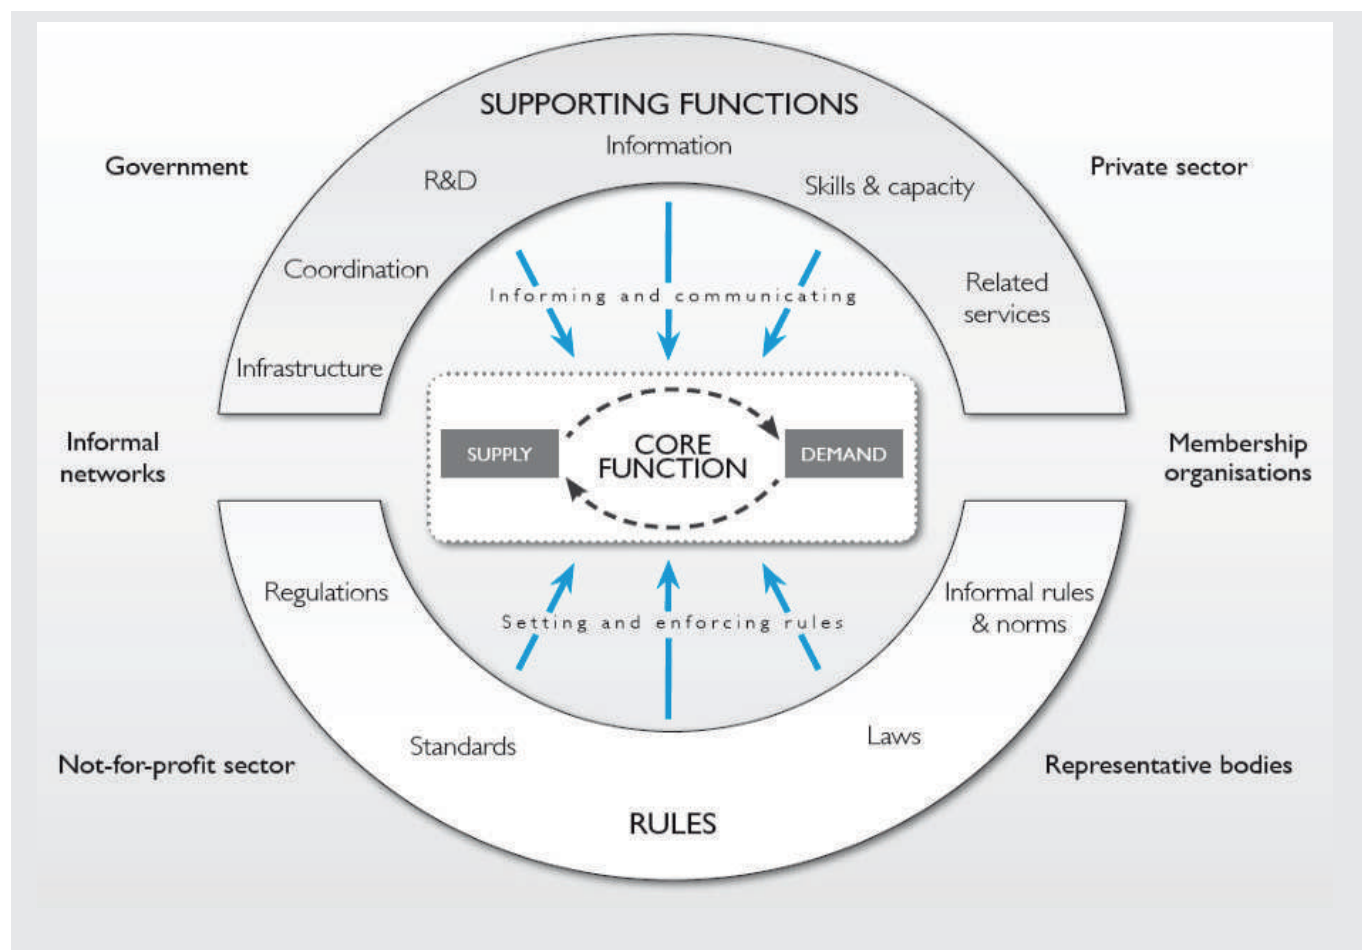 SUPPORTING FUNCTIONS
Information
Government
Private sector
R&D
Skills & capacity
Coordination
Related
services
Informing and communicating
Infrastructure
Informal
networks
SUPPLY
CORE
FUNCTION
DEMAND
Membership
organisations
Regulations
Informal rules
& norms
Setting and enforcing rules
Standards
Laws
Not-for-profit sector
Representative bodies
RULES